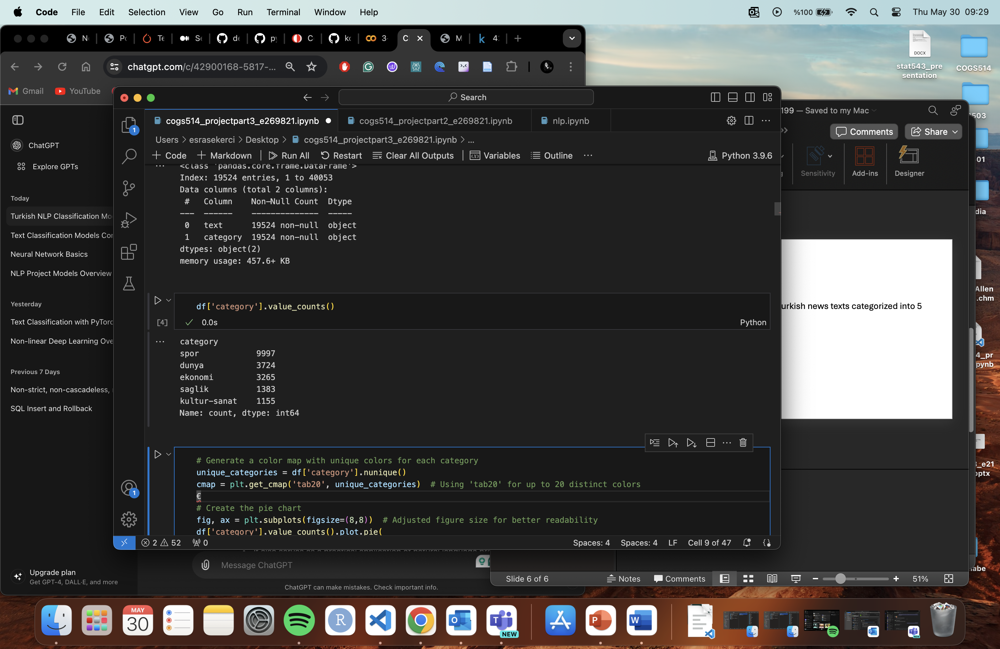 Code File Edit Selection View Go Run Terminal Window Help
%100 Thu May 30 09:29
chatgpt.com/c/42900168-5817-...
Gmail YouTube
ChatGPT
Explore GPTs
Today
Turkish NLP Classification Mo
Text Classification Models Cor
Neural Network Basics
NLP Project Models Overview
Yesterday
Text Classification with PyTorc
Non-linear Deep Learning Ove
Previous 7 Days
Non-strict, non-cascadeless,
SQL Insert and Rollback
Upgrade plan
Get GPT-4, DALL·E, and more
Message ChatGPT
ChatGPT can make mistakes. Check important info.
Search
cogs514_projectpart3_e269821.ipynb cogs514_projectpart2_e269821.ipynb nlp.ipynb
Users > esrasekerci > Desktop > cogs514_projectpart3_e269821.ipynb > ...
+ Code + Markdown | Run All Restart Clear All Outputs | Variables Outline ... Python 3.9.6
... <class 'pandas.core.frame.DataFrame'>
Index: 19524 entries, 1 to 40053
Data columns (total 2 columns):
# Column Non-Null Count Dtype
--- ------ -------------- -----
0 text 19524 non-null object
1 category 19524 non-null object
dtypes: object(2)
memory usage: 457.6+ KB
df['category'].value_counts()
[4] 0.0s Python
... category
spor 9997
dunya 3724
ekonomi 3265
saglik 1383
kultur-sanat 1155
Name: count, dtype: int64
# Generate a color map with unique colors for each category
unique_categories = df['category'].nunique()
cmap = plt.get_cmap('tab20', unique_categories) # Using 'tab20' for up to 20 distinct colors
€
# Create the pie chart
fig, ax = plt.subplots(figsize=(8,8)) # Adjusted figure size for better readability
df['category'].value_counts().plot.pie(
2 52 0 Spaces: 4 Spaces: 4 LF Cell 9 of 47
199 — Saved to my Mac
Comments Share
Sensitivity Add-ins Designer
urkish news texts categorized into 5
Slide 6 of 6 Notes Comments 51%
DOCX
stat543_pre
sentation
COGS514
503
01
dia
Allen
.chm
4_pr
pynb
_e21
pptx
abe
MAY
30
NEW